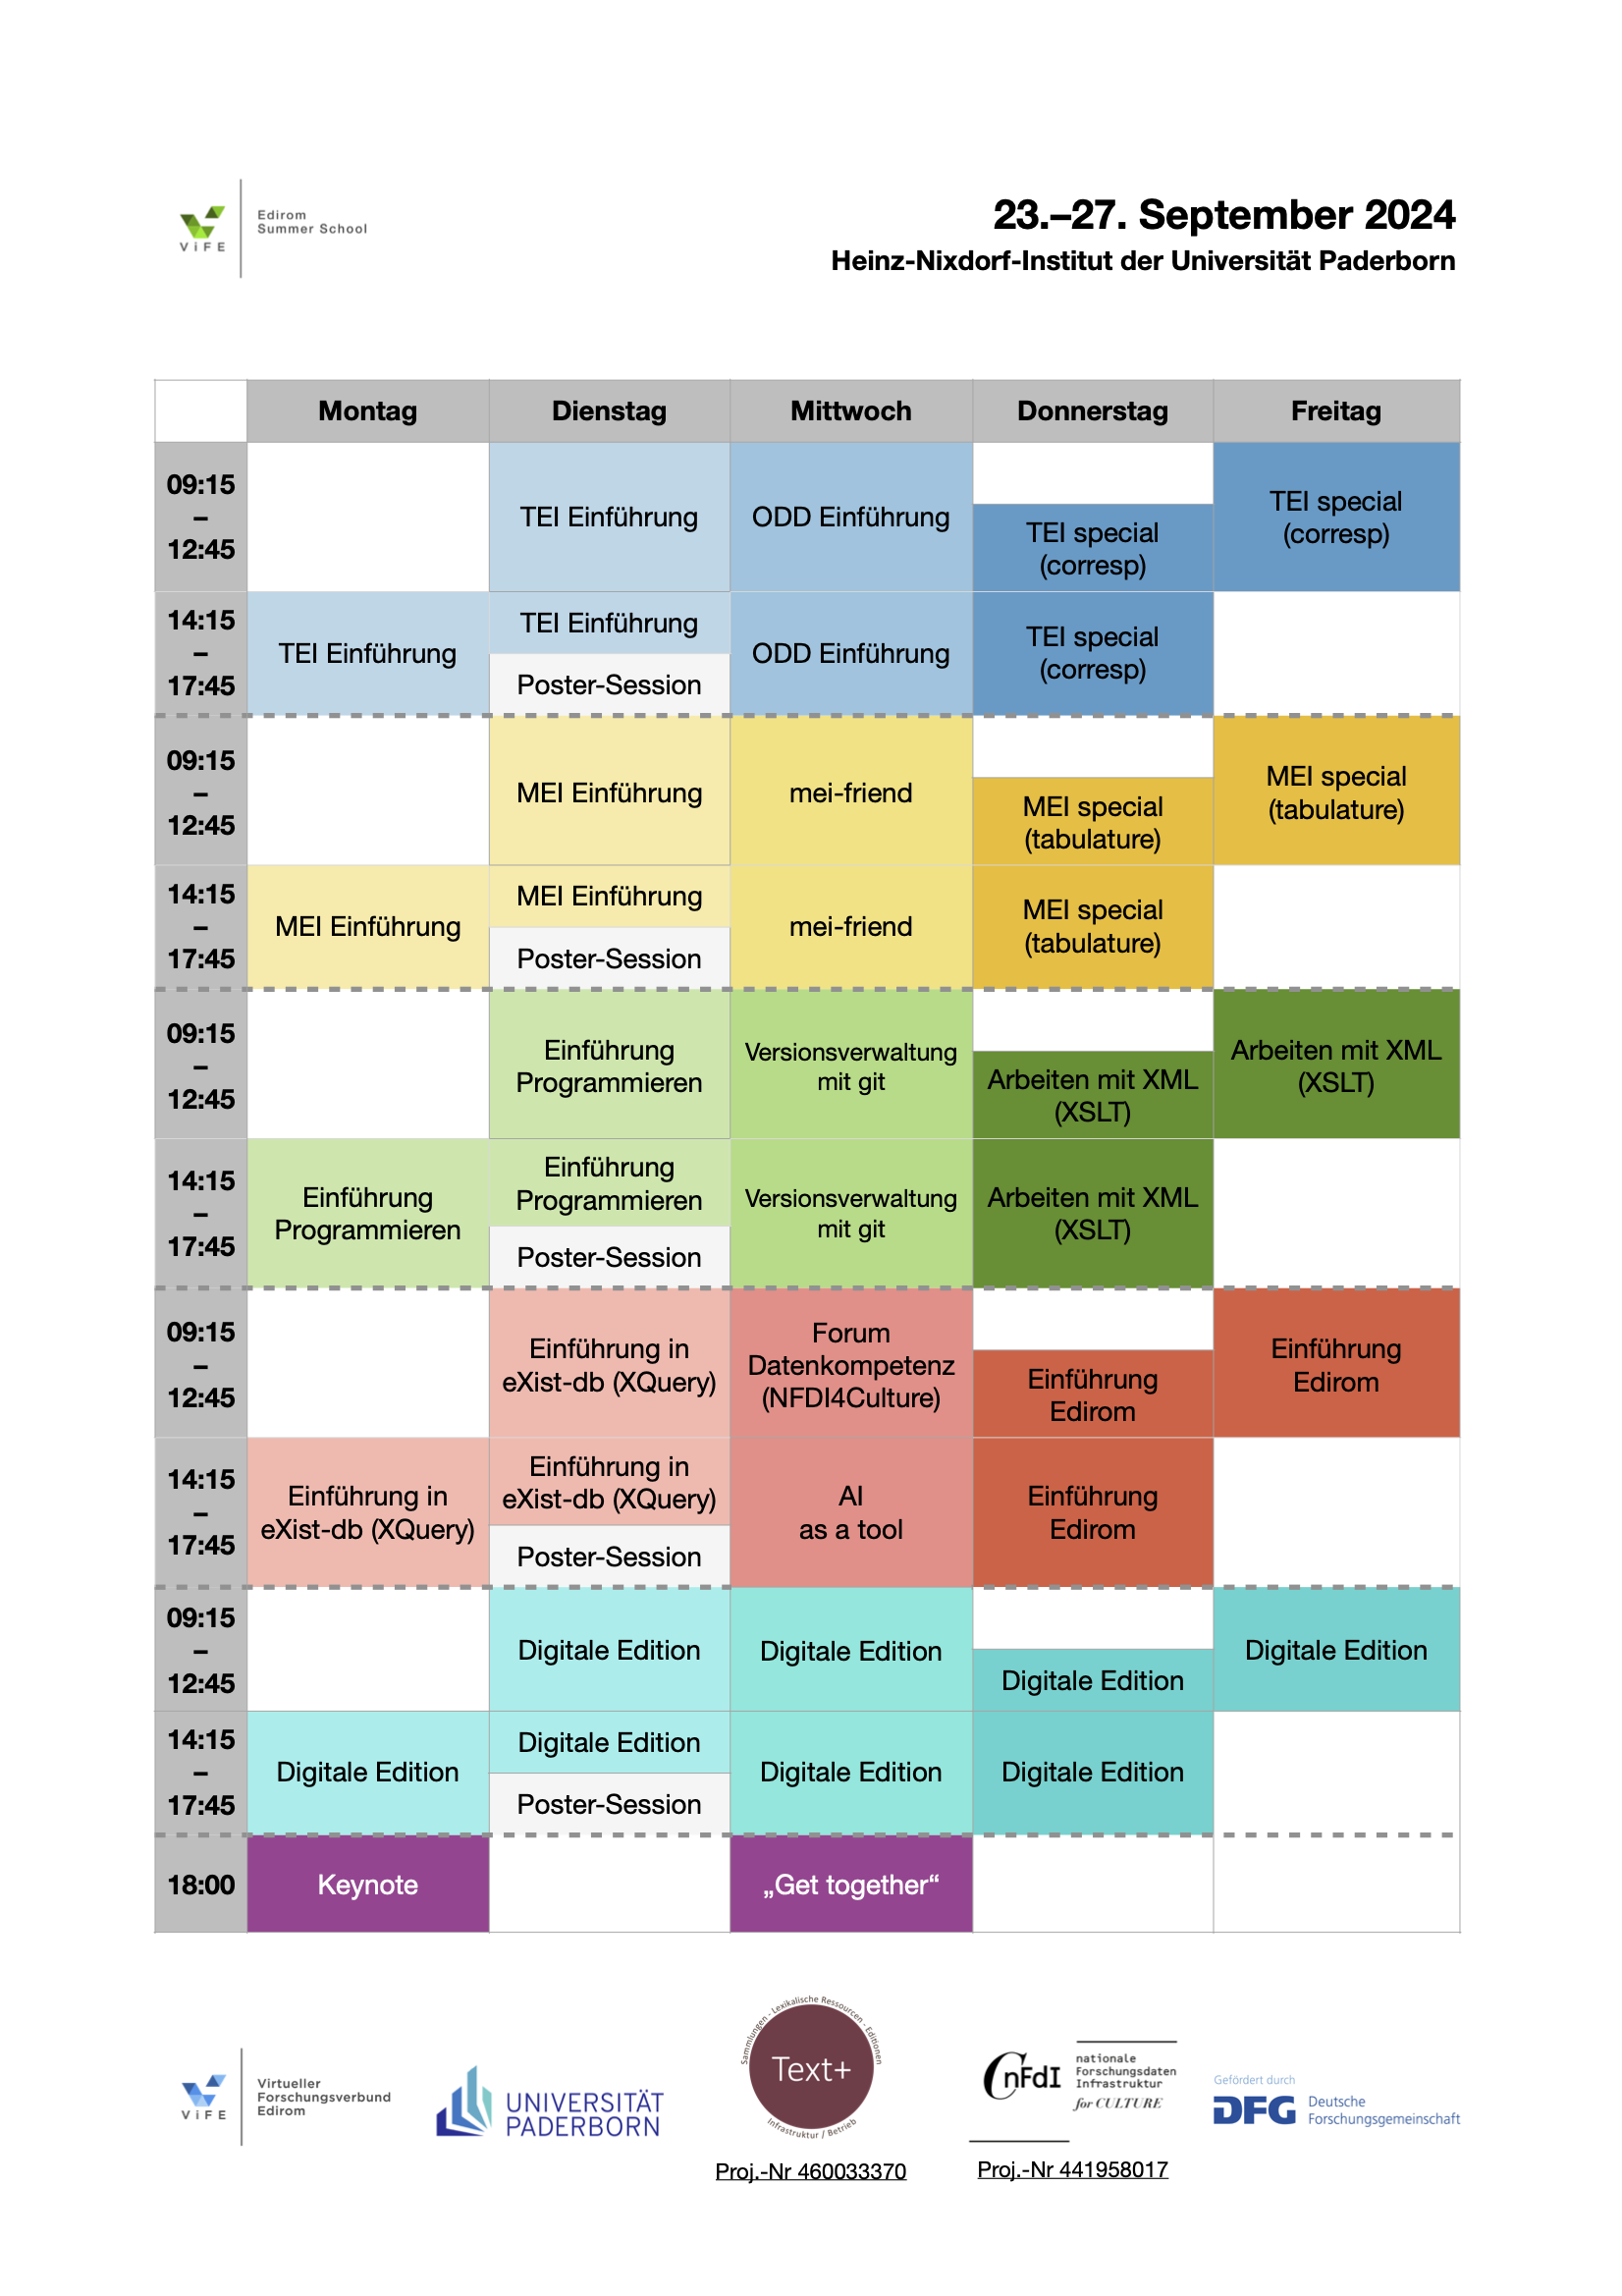 Edirom
Summer School
ViFE
23.–27. September 2024
Heinz-Nixdorf-Institut der Universität Paderborn
Montag Dienstag Mittwoch Donnerstag Freitag
09:15
–
12:45
TEI Einführung
ODD Einführung
TEI special
(corresp)
TEI special
(corresp)
14:15
–
17:45
TEI Einführung
TEI Einführung
Poster-Session
ODD Einführung
TEI special
(corresp)
09:15
–
12:45
MEI Einführung
mei-friend
MEI special
(tabulature)
MEI special
(tabulature)
14:15
–
17:45
MEI Einführung
MEI Einführung
Poster-Session
mei-friend
MEI special
(tabulature)
09:15
–
12:45
Einführung
Programmieren
Versionsverwaltung
mit git
Arbeiten mit XML
(XSLT)
Arbeiten mit XML
(XSLT)
14:15
–
17:45
Einführung
Programmieren
Einführung
Programmieren
Poster-Session
Versionsverwaltung
mit git
Arbeiten mit XML
(XSLT)
09:15
–
12:45
Einführung in
eXist-db (XQuery)
Forum
Datenkompetenz
(NFDI4Culture)
Einführung
Edirom
Einführung
Edirom
14:15
–
17:45
Einführung in
eXist-db (XQuery)
Einführung in
eXist-db (XQuery)
Poster-Session
AI
as a tool
Einführung
Edirom
09:15
–
12:45
Digitale Edition
Digitale Edition
Digitale Edition
Digitale Edition
14:15
–
17:45
Digitale Edition
Digitale Edition
Poster-Session
Digitale Edition
Digitale Edition
18:00
Keynote
„Get together“
ViFE
Virtueller
Forschungsverbund
Edirom
UNIVERSITÄT
PADERBORN
Sammlungen - Lexikalische Ressourcen - Editionen
Text+
Infrastruktur / Betrieb
Proj.-Nr 460033370
nFdI
nationale
Forschungsdaten
Infrastruktur
for CULTURE
Proj.-Nr 441958017
Gefördert durch
DFG
Deutsche
Forschungsgemeinschaft